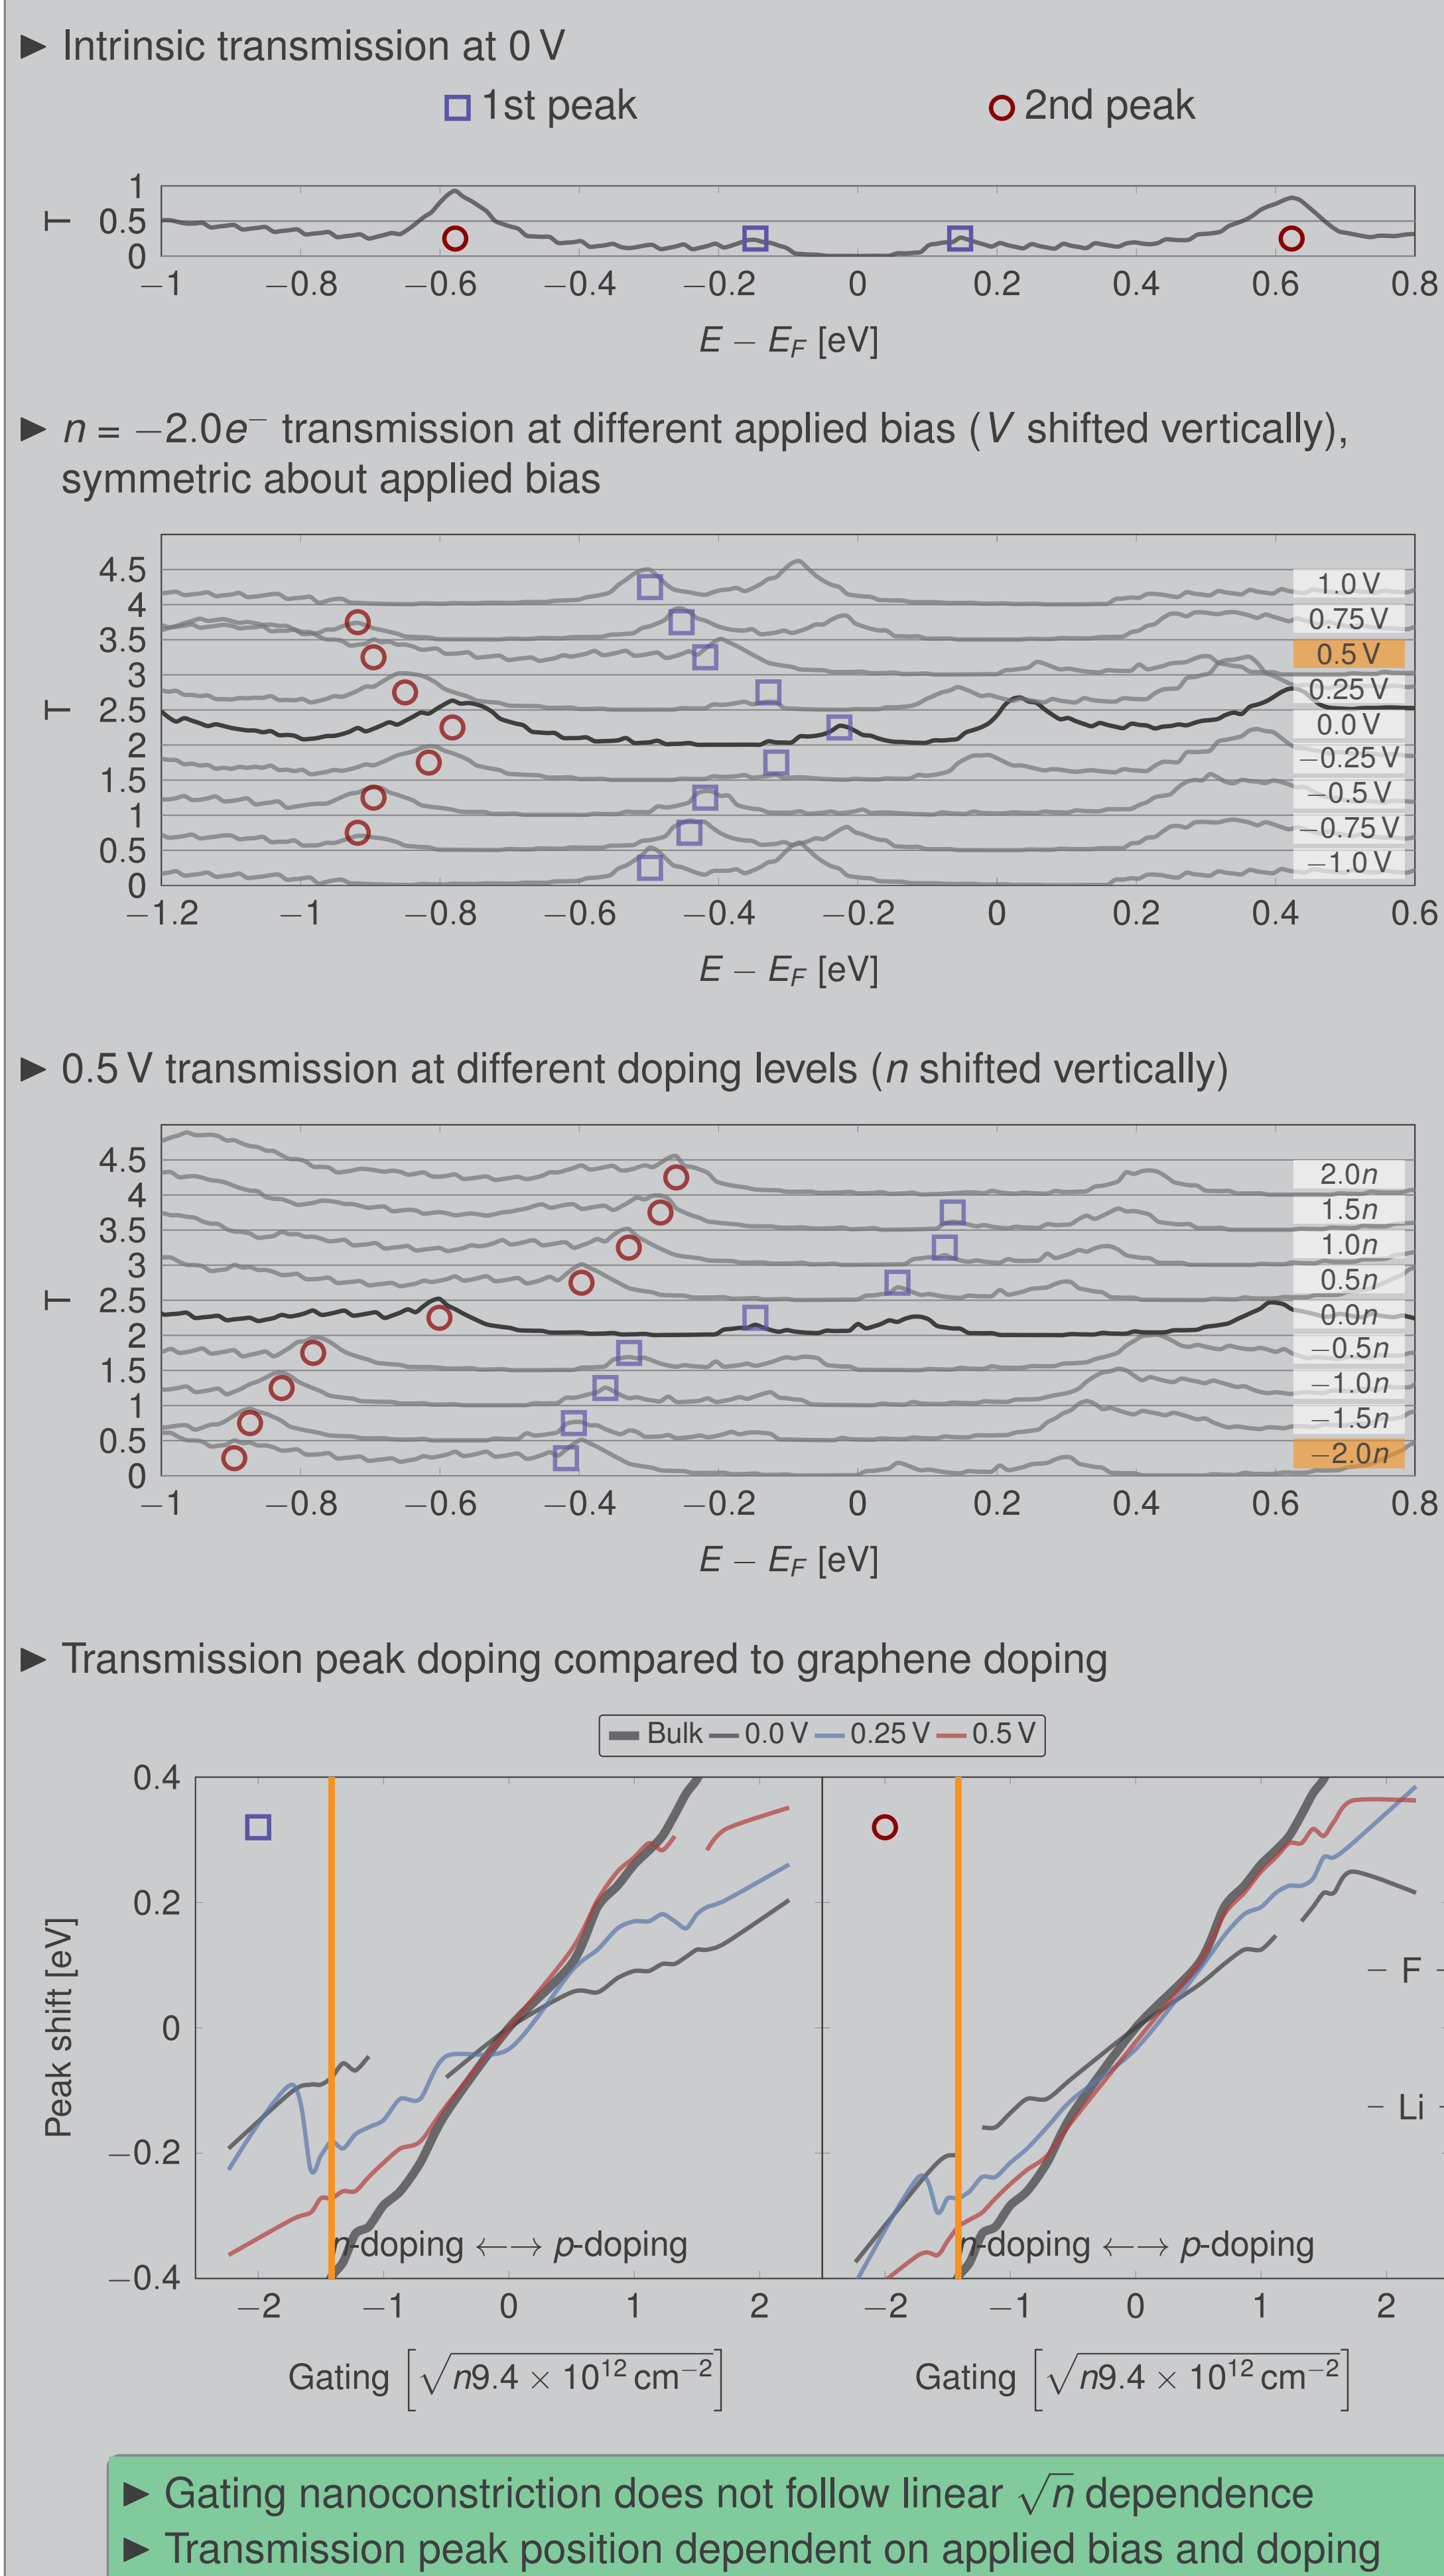 ► Intrinsic transmission at 0 V
1st peak 2nd peak
1
0.5
0
T
−1 −0.8 −0.6 −0.4 −0.2 0 0.2 0.4 0.6 0.8
E − E_F [eV]
► n = −2.0e⁻ transmission at different applied bias (V shifted vertically),
symmetric about applied bias
4.5
4
3.5
3
2.5
2
1.5
1
0.5
0
T
1.0 V
0.75 V
0.5 V
0.25 V
0.0 V
−0.25 V
−0.5 V
−0.75 V
−1.0 V
−1.2 −1 −0.8 −0.6 −0.4 −0.2 0 0.2 0.4 0.6
E − E_F [eV]
► 0.5 V transmission at different doping levels (n shifted vertically)
4.5
4
3.5
3
2.5
2
1.5
1
0.5
0
T
2.0n
1.5n
1.0n
0.5n
0.0n
−0.5n
−1.0n
−1.5n
−2.0n
−1 −0.8 −0.6 −0.4 −0.2 0 0.2 0.4 0.6 0.8
E − E_F [eV]
► Transmission peak doping compared to graphene doping
Bulk 0.0 V 0.25 V 0.5 V
0.4
0.2
0
−0.2
−0.4
Peak shift [eV]
F
Li
n-doping ←→ p-doping n-doping ←→ p-doping
−2 −1 0 1 2 −2 −1 0 1 2
Gating [√n9.4 × 10¹² cm⁻²] Gating [√n9.4 × 10¹² cm⁻²]
► Gating nanoconstriction does not follow linear √n dependence
► Transmission peak position dependent on applied bias and doping